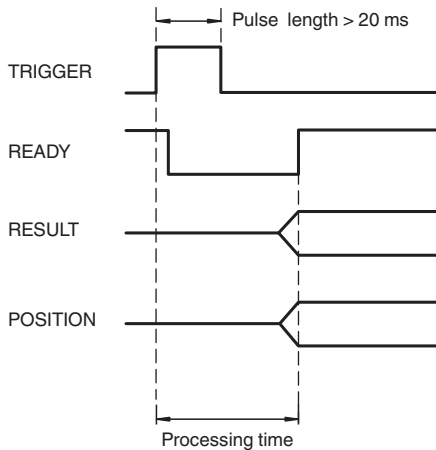 Pulse length > 20 ms
TRIGGER
READY
RESULT
POSITION
Processing time